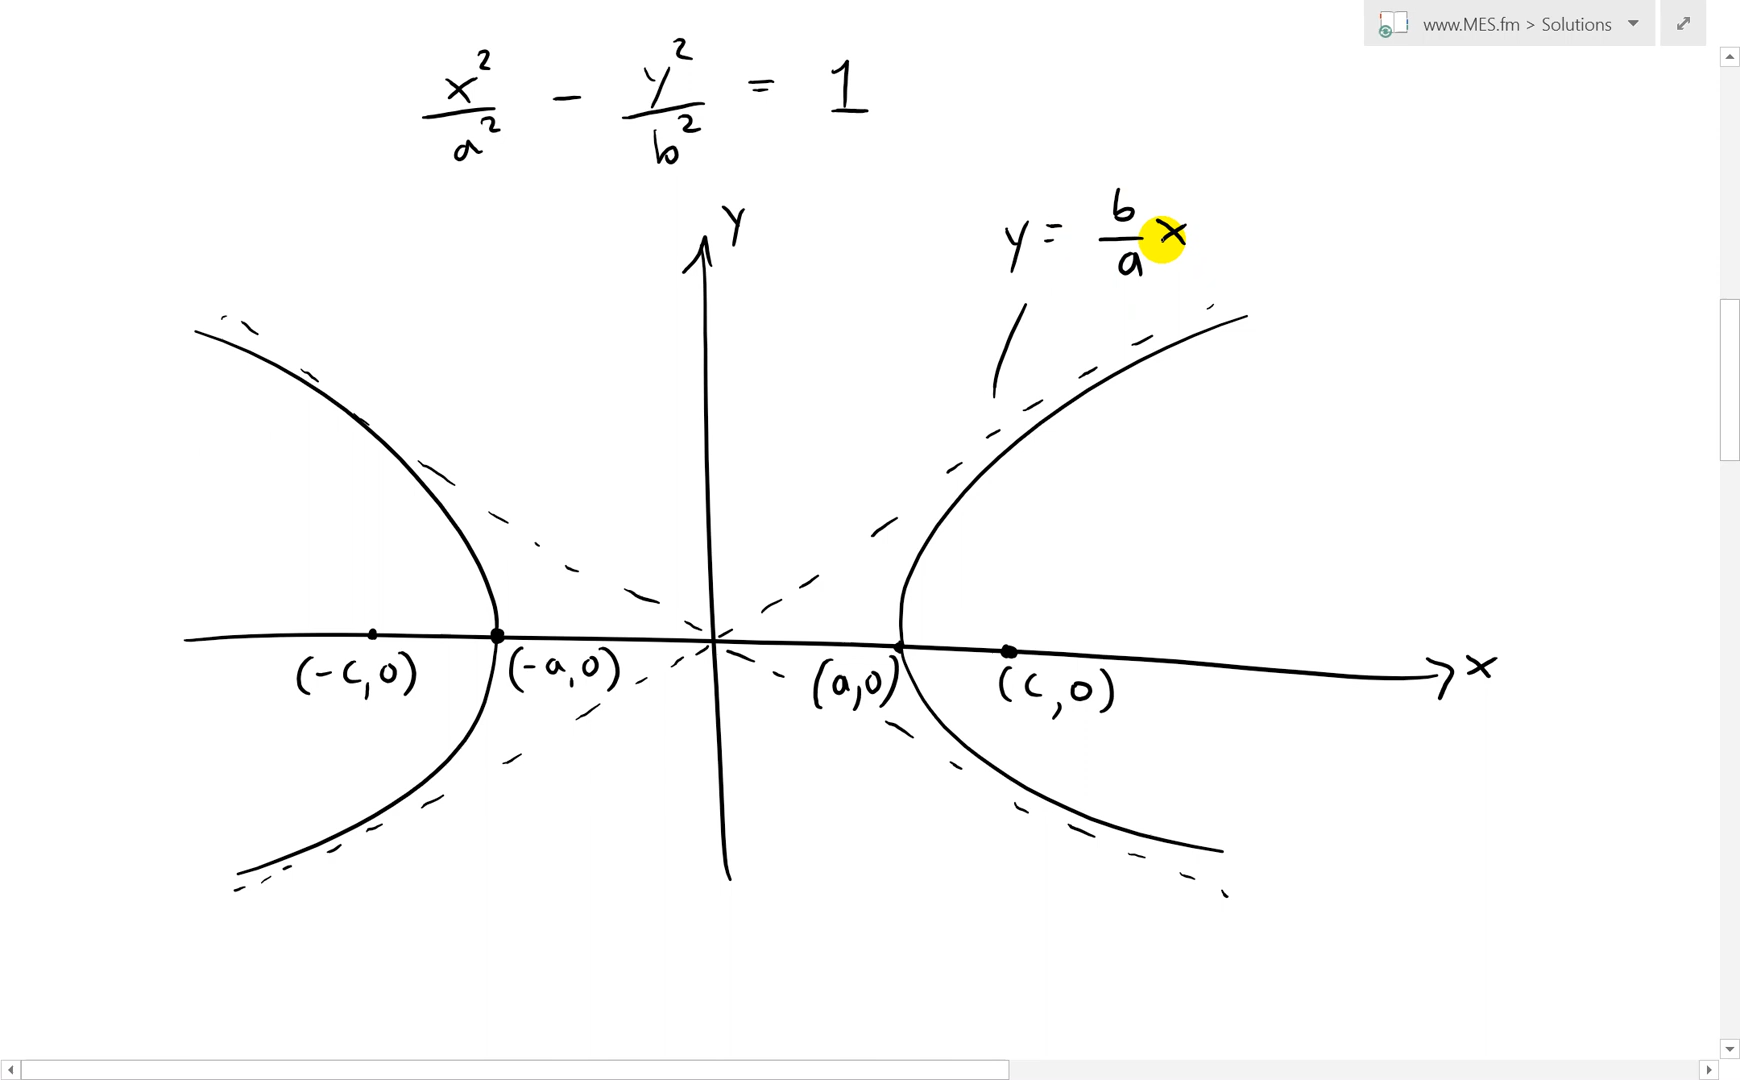 www.MES.fm > Solutions
x²/a² - y²/b² = 1
y
y = b/a x
x
(-c,0) (-a,0) (a,0) (c,0)